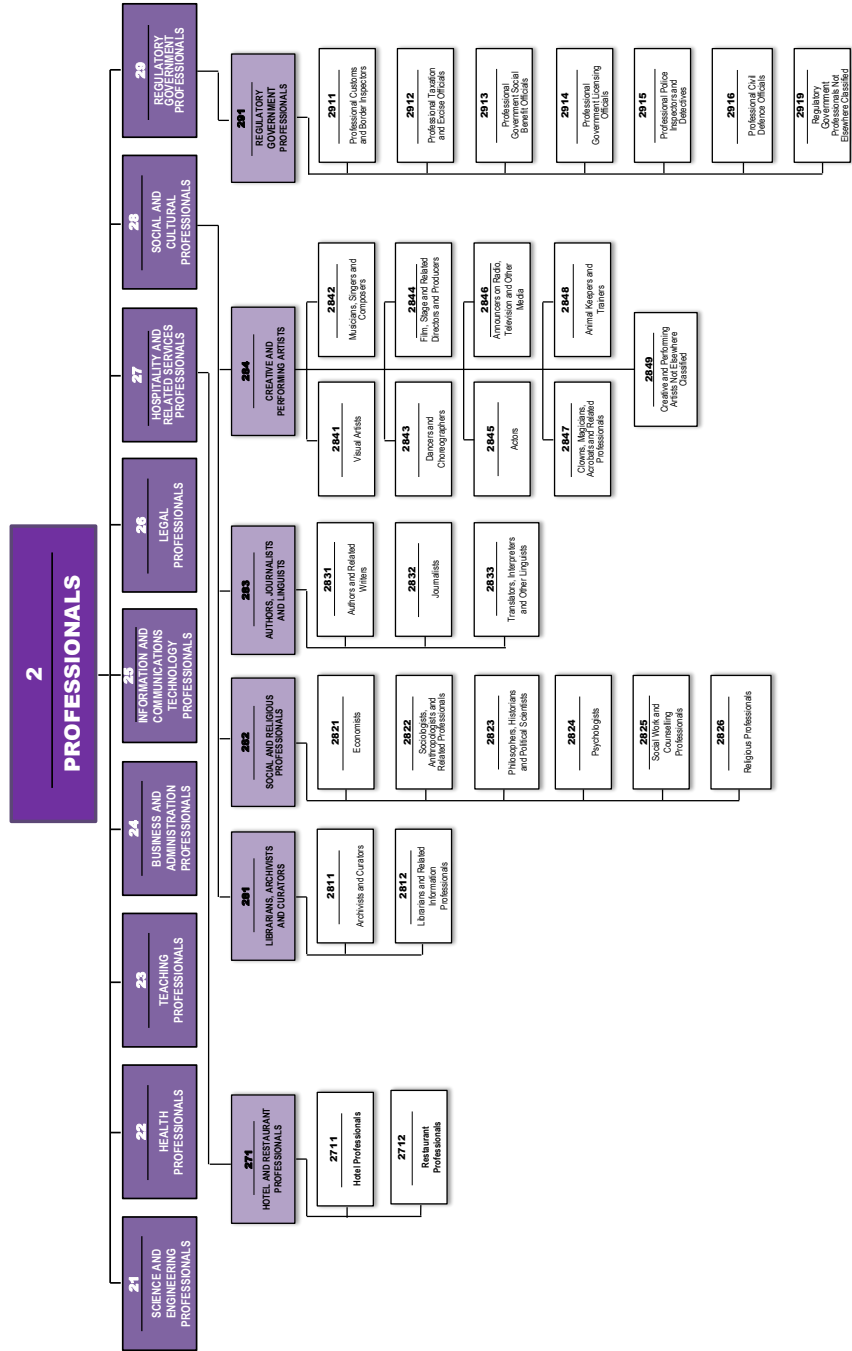 2
PROFESSIONALS
21
SCIENCE AND
ENGINEERING
PROFESSIONALS
22
HEALTH
PROFESSIONALS
23
TEACHING
PROFESSIONALS
24
BUSINESS AND
ADMINISTRATION
PROFESSIONALS
25
INFORMATION AND
COMMUNICATIONS
TECHNOLOGY
PROFESSIONALS
26
LEGAL
PROFESSIONALS
27
HOSPITALITY AND
RELATED SERVICES
PROFESSIONALS
28
SOCIAL AND
CULTURAL
PROFESSIONALS
29
REGULATORY
GOVERNMENT
PROFESSIONALS
271
HOTEL AND RESTAURANT
PROFESSIONALS
2711
Hotel Professionals
2712
Restaurant
Professionals
281
LIBRARIANS, ARCHIVISTS
AND CURATORS
2811
Archivists and Curators
2812
Librarians and Related
Information
Professionals
282
SOCIAL AND RELIGIOUS
PROFESSIONALS
2821
Economists
2822
Sociologists,
Anthropologists and
Related Professionals
2823
Philosophers, Historians
and Political Scientists
2824
Psychologists
2825
Social Work and
Counselling
Professionals
2826
Religious Professionals
283
AUTHORS, JOURNALISTS
AND LINGUISTS
2831
Authors and Related
Writers
2832
Journalists
2833
Translators, Interpreters
and Other Linguists
284
CREATIVE AND
PERFORMING ARTISTS
2841
Visual Artists
2842
Musicians, Singers and
Composers
2843
Dancers and
Choreographers
2844
Film, Stage and Related
Directors and Producers
2845
Actors
2846
Announcers on Radio,
Television and Other
Media
2847
Clowns, Magicians,
Acrobats and Related
Professionals
2848
Animal Keepers and
Trainers
2849
Creative and Performing
Artists Not Elsewhere
Classified
291
REGULATORY
GOVERNMENT
PROFESSIONALS
2911
Professional Customs
and Border Inspectors
2912
Professional Taxation
and Excise Officials
2913
Professional
Government Social
Benefit Officials
2914
Professional
Government Licensing
Officials
2915
Professional Police
Inspectors and
Detectives
2916
Professional Civil
Defence Officials
2919
Regulatory
Government
Professionals Not
Elsewhere Classified